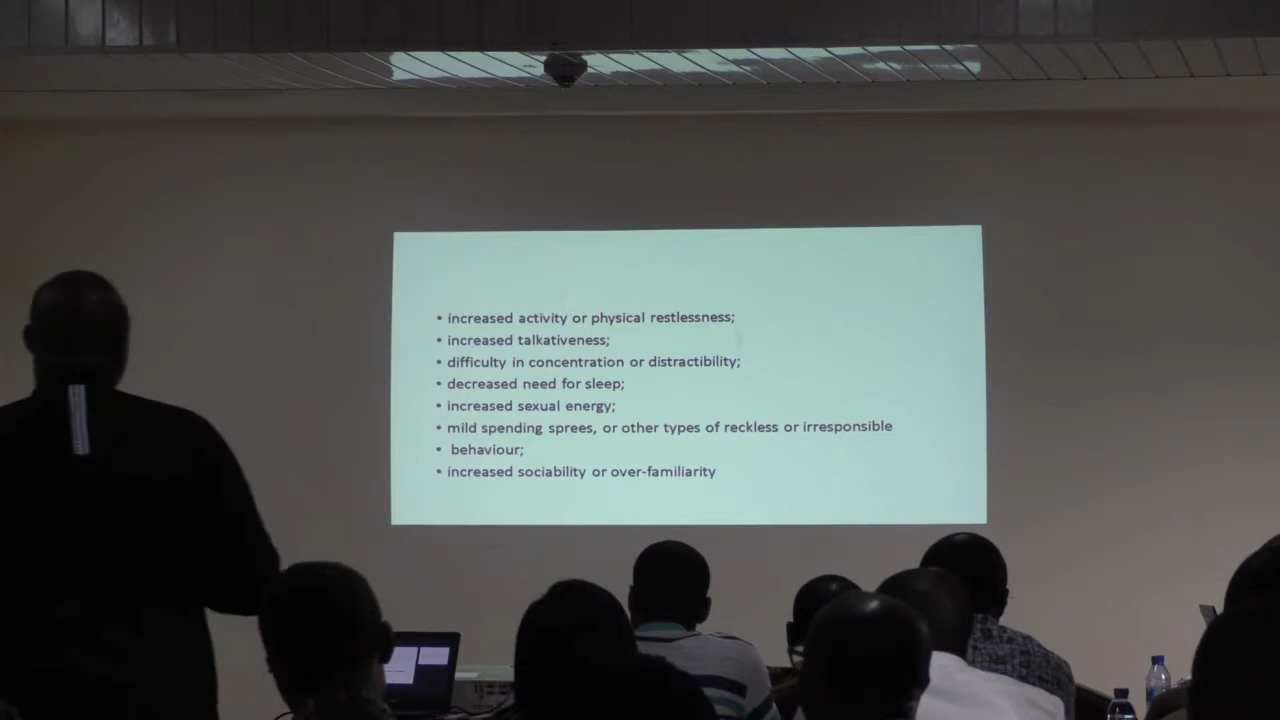 • increased activity or physical restlessness;
• increased talkativeness;
• difficulty in concentration or distractibility;
• decreased need for sleep;
• increased sexual energy;
• mild spending sprees, or other types of reckless or irresponsible
• behaviour;
• increased sociability or over-familiarity